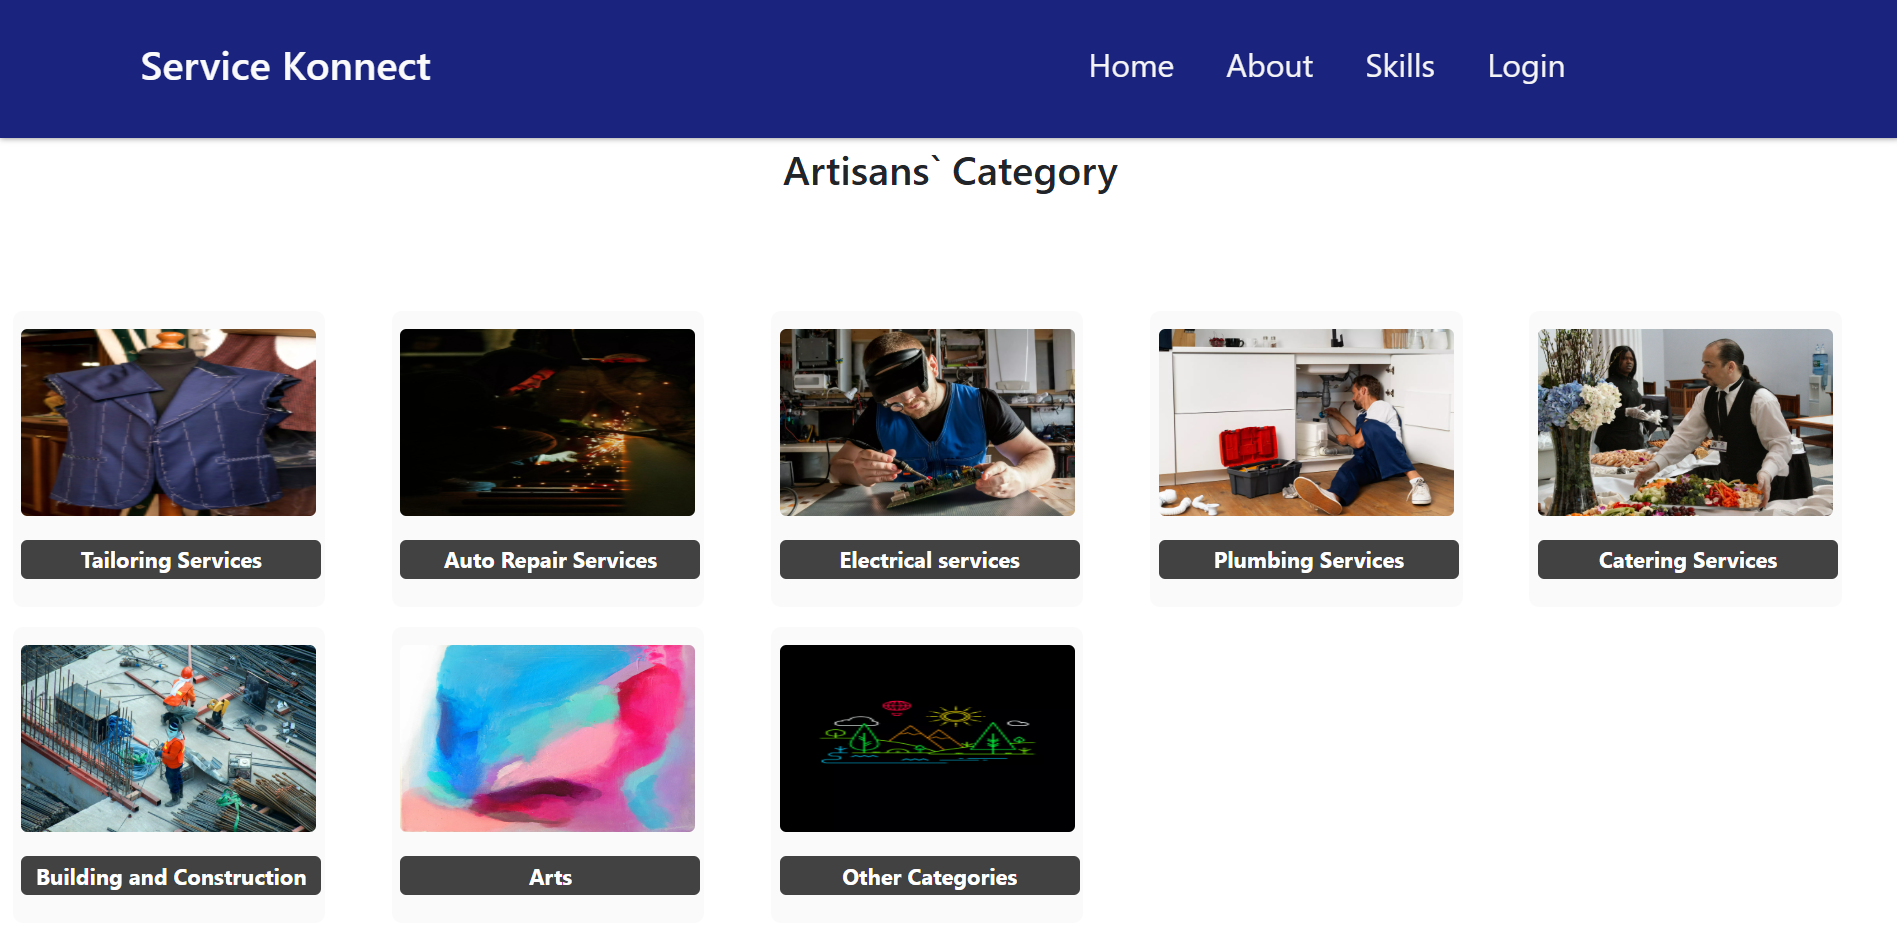 Service Konnect
Home About Skills Login
Artisans` Category
Tailoring Services
Auto Repair Services
Electrical services
Plumbing Services
Catering Services
Building and Construction
Arts
Other Categories